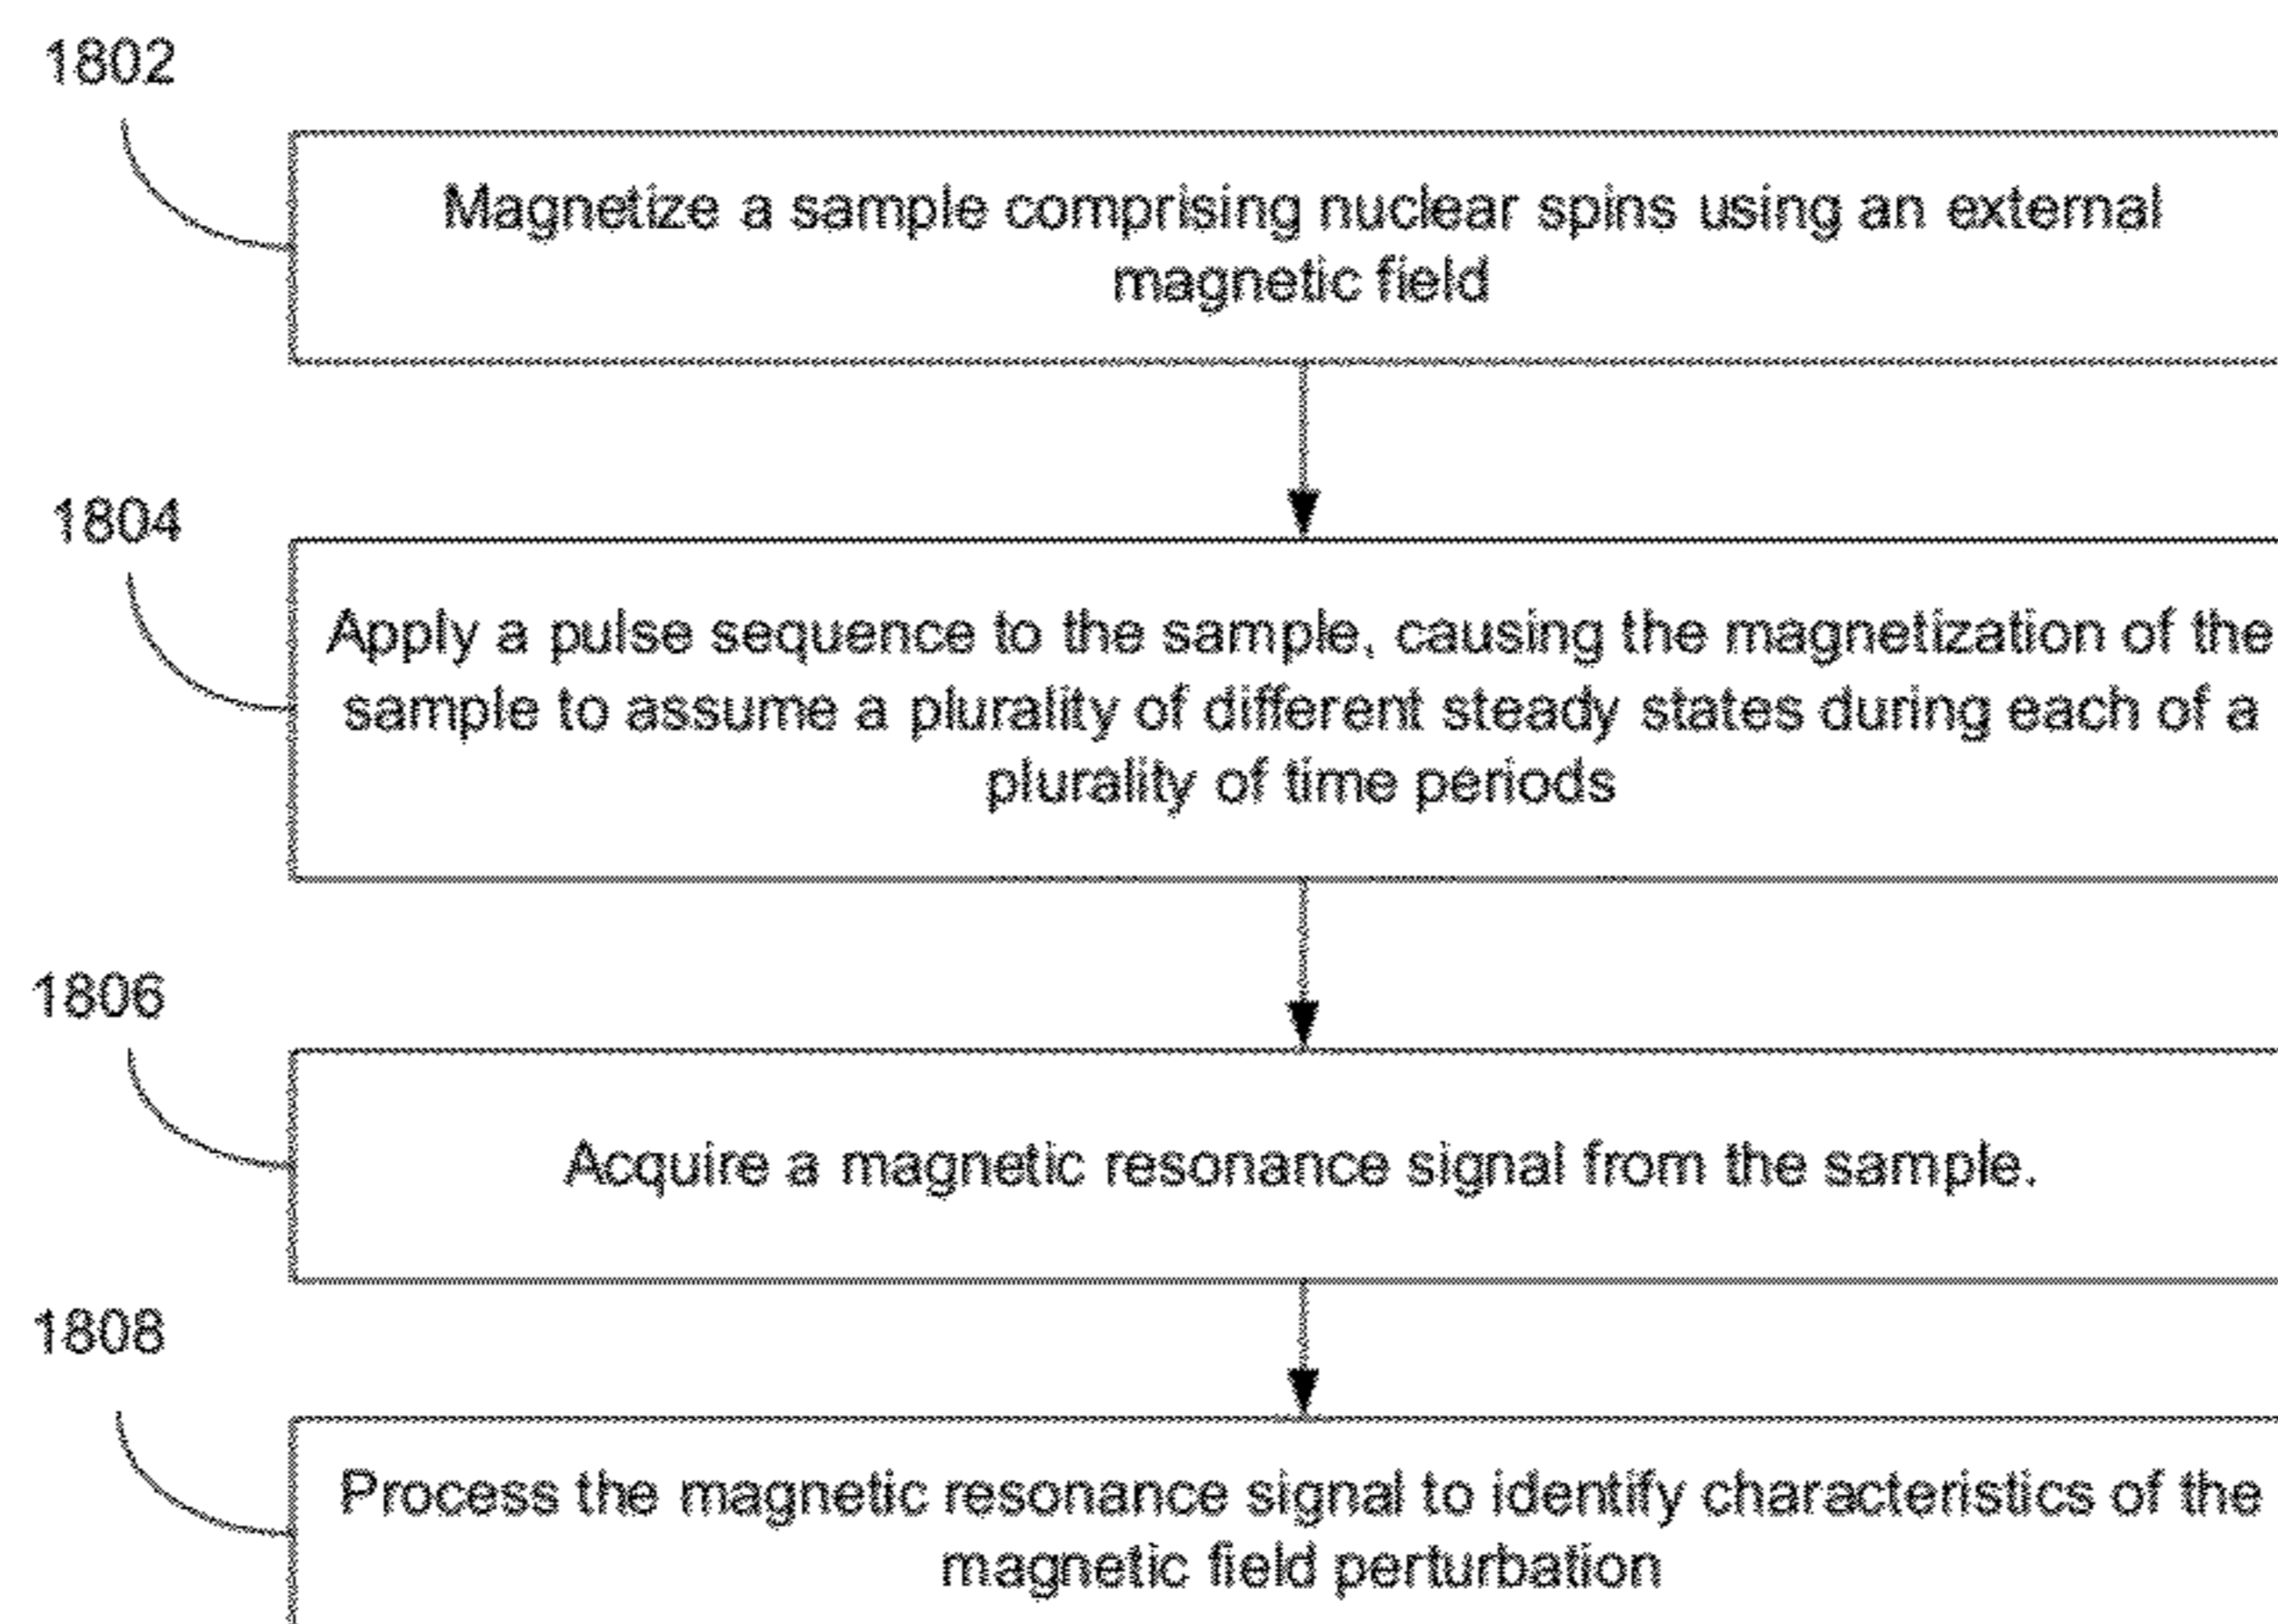 1802
Magnetize a sample comprising nuclear spins using an external
magnetic field
1804
Apply a pulse sequence to the sample, causing the magnetization of the
sample to assume a plurality of different steady states during each of a
plurality of time periods
1806
Acquire a magnetic resonance signal from the sample.
1808
Process the magnetic resonance signal to identify characteristics of the
magnetic field perturbation